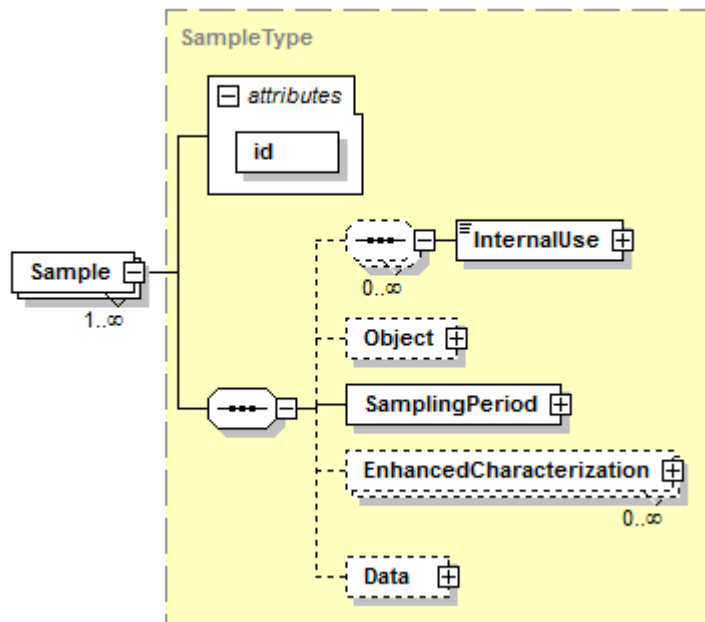 SampleType
attributes
id
InternalUse
0..∞
Sample
1..∞
Object
SamplingPeriod
EnhancedCharacterization
0..∞
Data